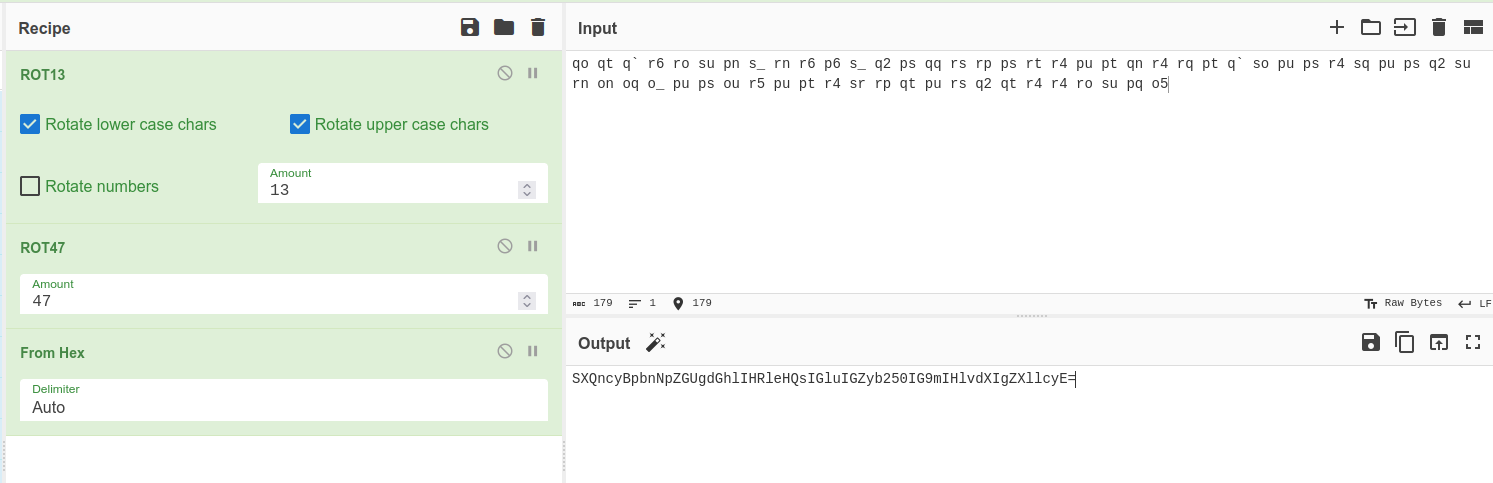 Recipe
ROT13
Rotate lower case chars
Rotate upper case chars
Rotate numbers
Amount
13
ROT47
Amount
47
From Hex
Delimiter
Auto
Input
qo qt q` r6 ro su pn s_ rn r6 p6 s_ q2 ps qq rs rp ps rt r4 pu pt qn r4 rq pt q` so pu ps r4 sq pu ps q2 su
rn on oq o_ pu ps ou r5 pu pt r4 sr rp qt pu rs q2 qt r4 r4 ro su pq o5
ABC 179
1
179
Raw Bytes
LF
Output
SXQncyBpbnNpZGUgdGhlIHRleHQsIGluIGZyb250IG9mIHlvdXIgZXllcyE=